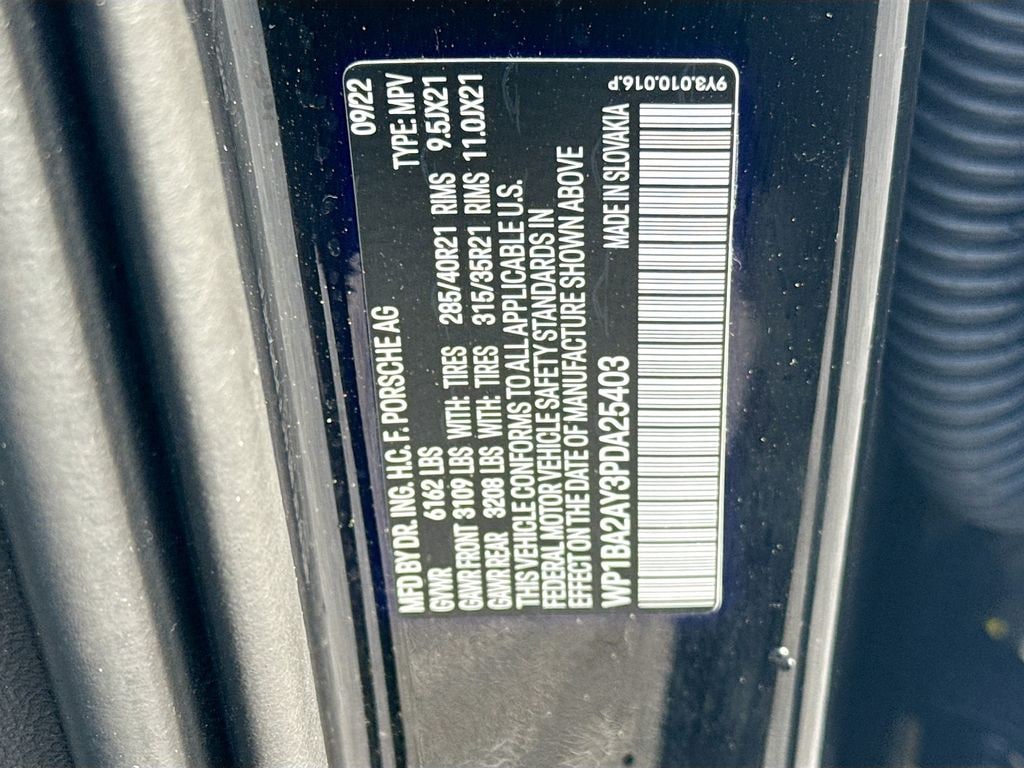 MFD BY DR. ING. H.C. F. PORSCHE AG 09/22
GVWR 6162 LBS TYPE: MPV
GAWR FRONT 3109 LBS WITH: TIRES 285/40R21 RIMS 9.5JX21
GAWR REAR 3208 LBS WITH: TIRES 315/35R21 RIMS 11.0JX21
THIS VEHICLE CONFORMS TO ALL APPLICABLE U.S.
FEDERAL MOTOR VEHICLE SAFETY STANDARDS IN
EFFECT ON THE DATE OF MANUFACTURE SHOWN ABOVE
WP1BA2AY3PDA25403 MADE IN SLOVAKIA
9Y3.010.016.P